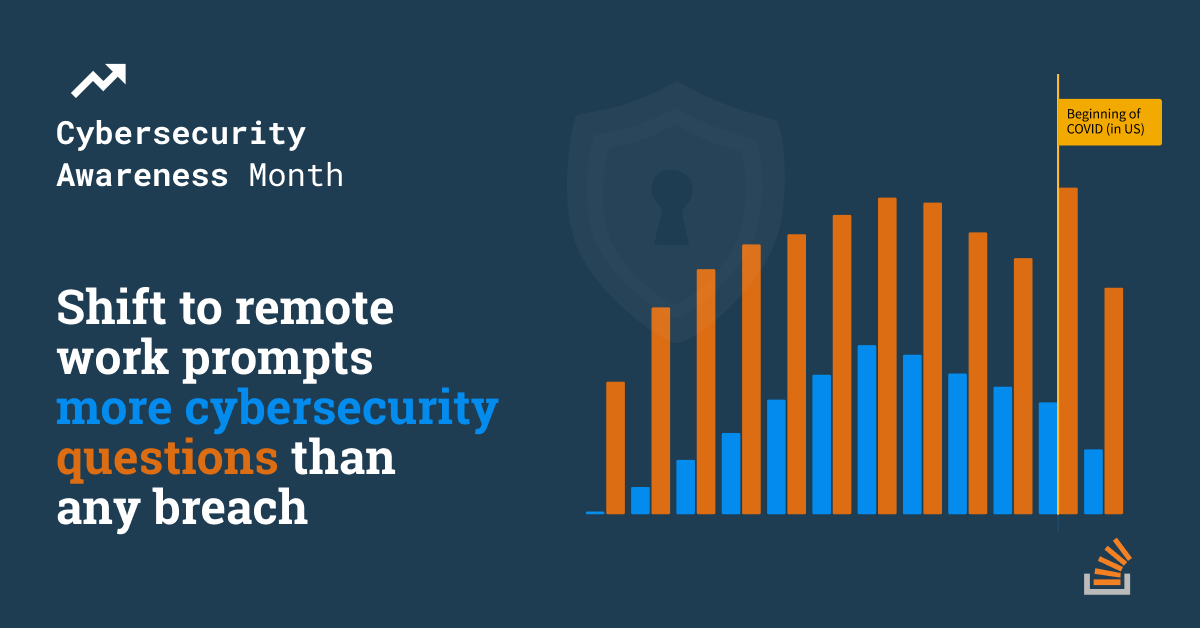 Cybersecurity
Awareness Month
Shift to remote
work prompts
more cybersecurity
questions than
any breach
Beginning of
COVID (in US)